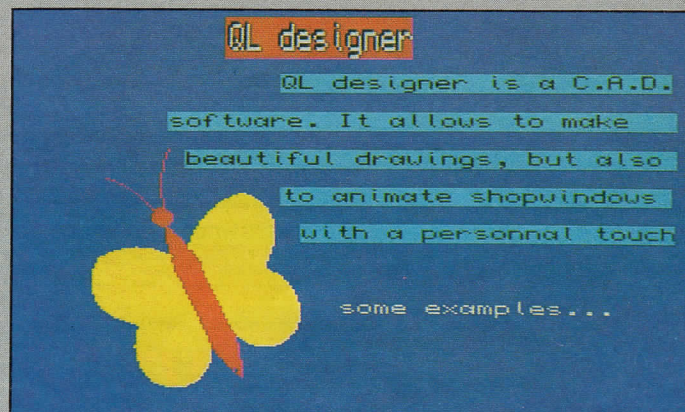 QL designer
QL designer is a C.A.D.
software. It allows to make
beautiful drawings, but also
to animate shopwindows
with a personnal touch
some examples...